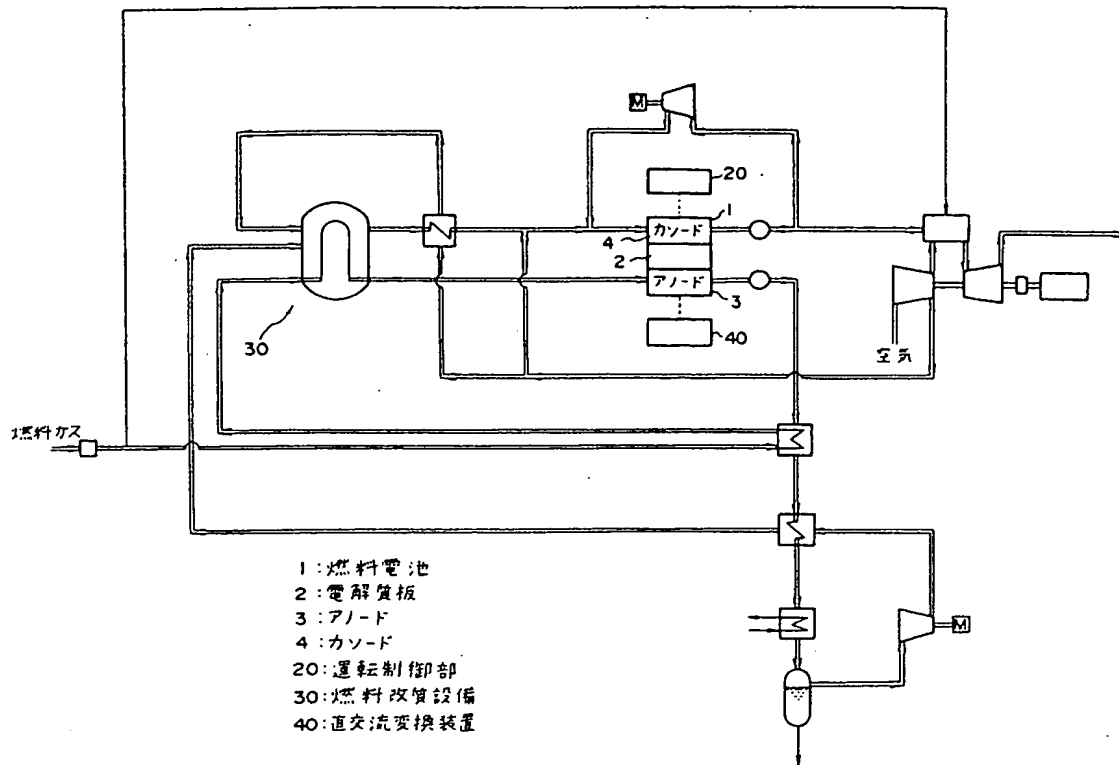 M
20
1
カソード
4
2
アノード
3
40
30
空気
燃料ガス
1:燃料電池
2:電解質板
3:アノード
4:カソード
20:運転制御部
30:燃料改質設備
40:直交流変換装置
M